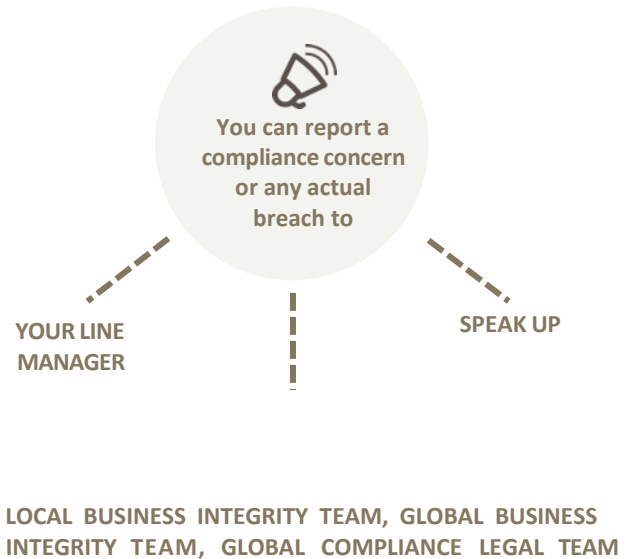 You can report a
compliance concern
or any actual
breach to
YOUR LINE
MANAGER
SPEAK UP
LOCAL BUSINESS INTEGRITY TEAM, GLOBAL BUSINESS
INTEGRITY TEAM, GLOBAL COMPLIANCE LEGAL TEAM